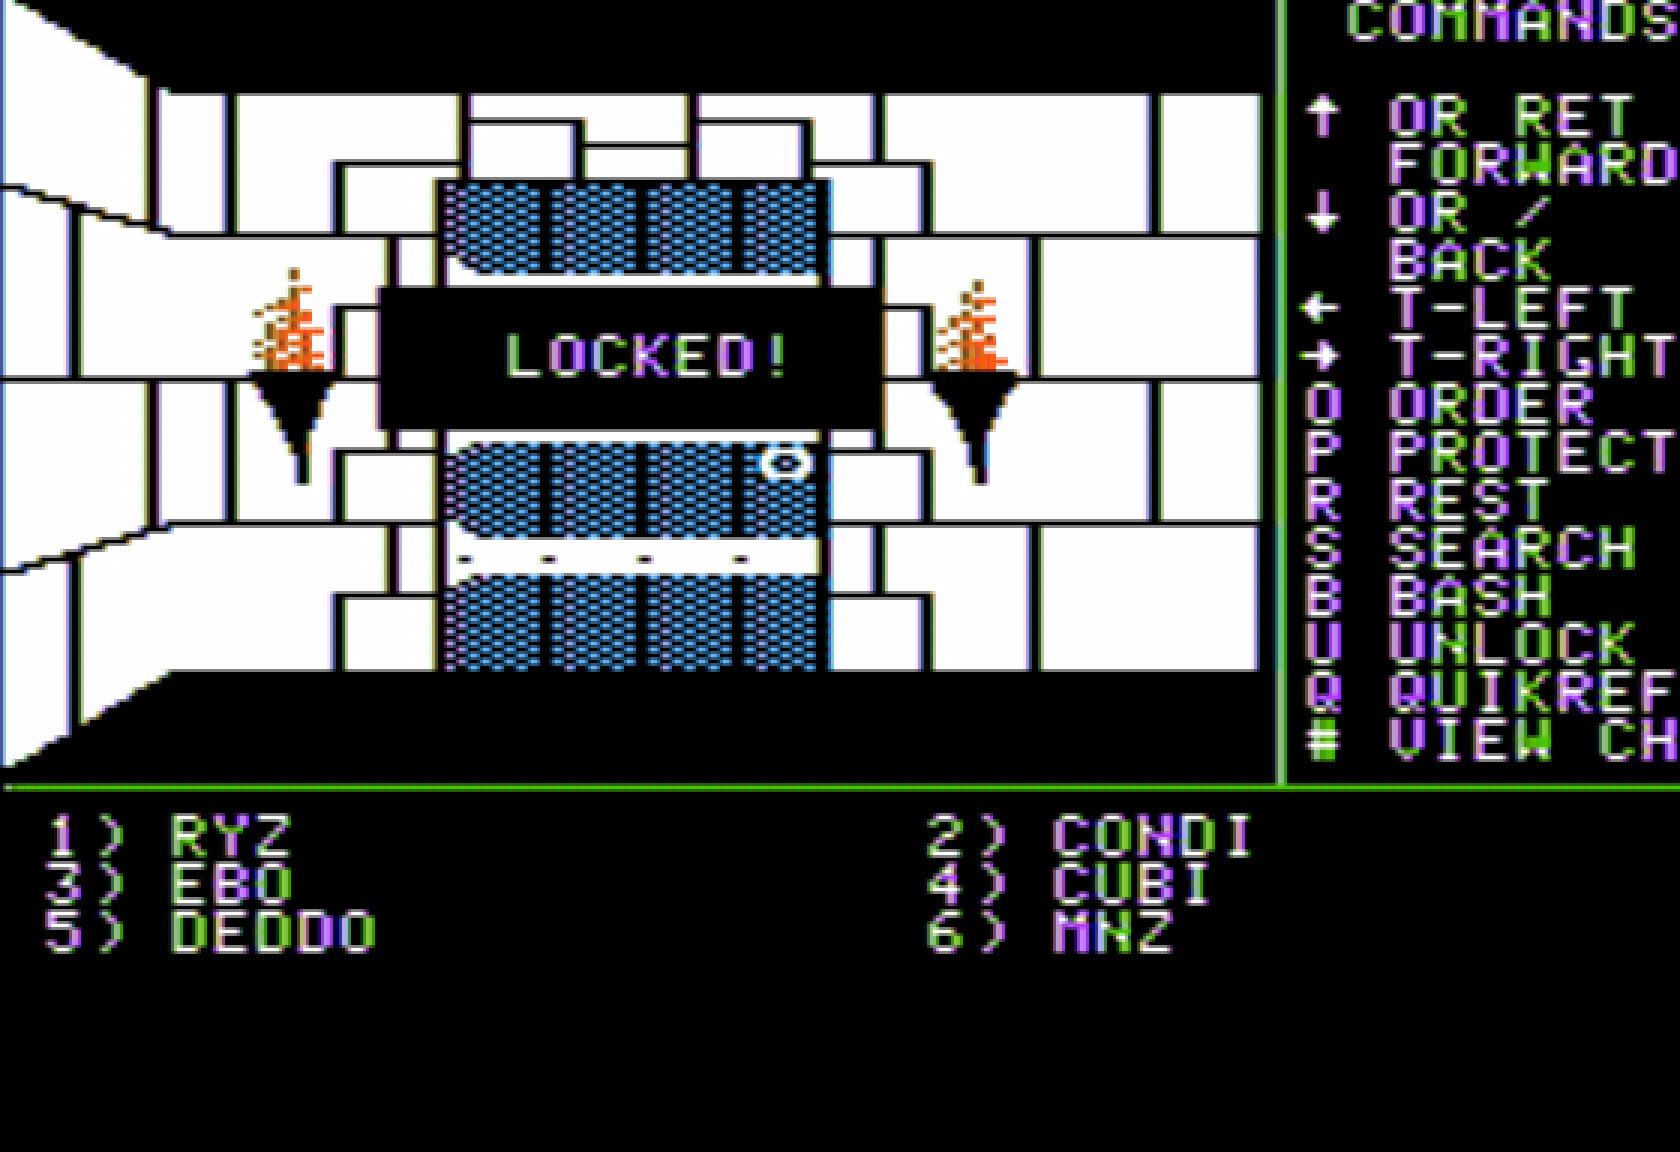 COMMANDS
↑ OR RET
FORWARD
↓ OR /
BACK
← T-LEFT
→ T-RIGHT
O ORDER
P PROTECT
R REST
S SEARCH
B BASH
U UNLOCK
Q QUIKREF
# VIEW CH
LOCKED!
1) RYZ 2) CONDI
3) EBO 4) CUBI
5) DEDDO 6) MNZ